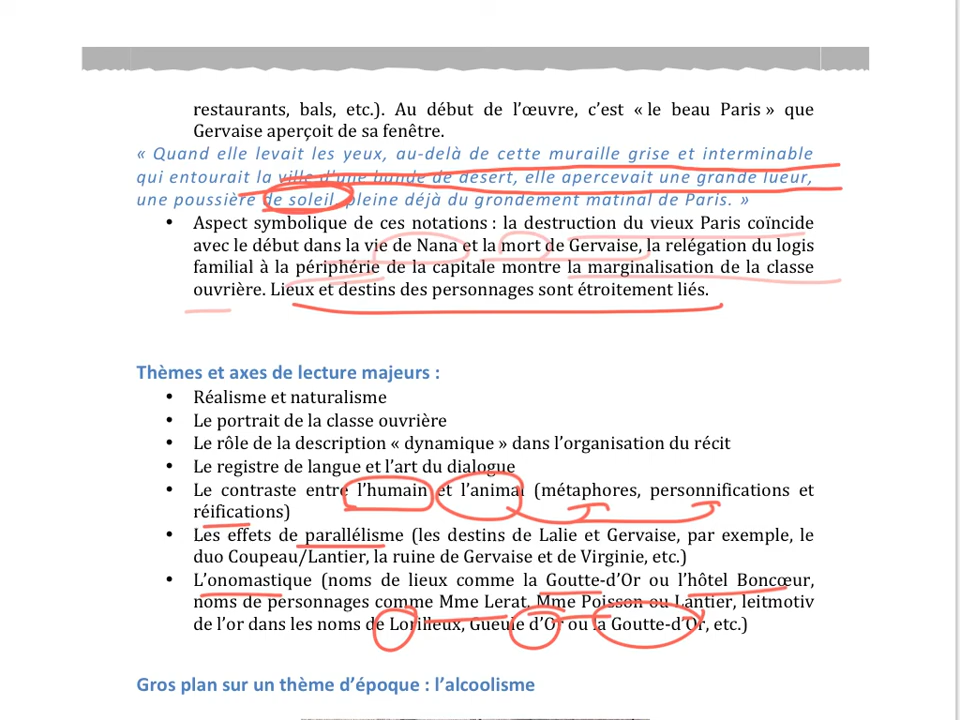 restaurants, bals, etc.). Au début de l’œuvre, c’est « le beau Paris » que
Gervaise aperçoit de sa fenêtre.
« Quand elle levait les yeux, au-delà de cette muraille grise et interminable
qui entourait la ville d’une bande de désert, elle apercevait une grande lueur,
une poussière de soleil, pleine déjà du grondement matinal de Paris. »
• Aspect symbolique de ces notations : la destruction du vieux Paris coïncide
avec le début dans la vie de Nana et la mort de Gervaise, la relégation du logis
familial à la périphérie de la capitale montre la marginalisation de la classe
ouvrière. Lieux et destins des personnages sont étroitement liés.
Thèmes et axes de lecture majeurs :
• Réalisme et naturalisme
• Le portrait de la classe ouvrière
• Le rôle de la description « dynamique » dans l’organisation du récit
• Le registre de langue et l’art du dialogue
• Le contraste entre l’humain et l’animal (métaphores, personnifications et
réifications)
• Les effets de parallélisme (les destins de Lalie et Gervaise, par exemple, le
duo Coupeau/Lantier, la ruine de Gervaise et de Virginie, etc.)
• L’onomastique (noms de lieux comme la Goutte-d’Or ou l’hôtel Boncœur,
noms de personnages comme Mme Lerat, Mme Poisson ou Lantier, leitmotiv
de l’or dans les noms de Lorilleux, Gueule d’Or ou la Goutte-d’Or, etc.)
Gros plan sur un thème d’époque : l’alcoolisme